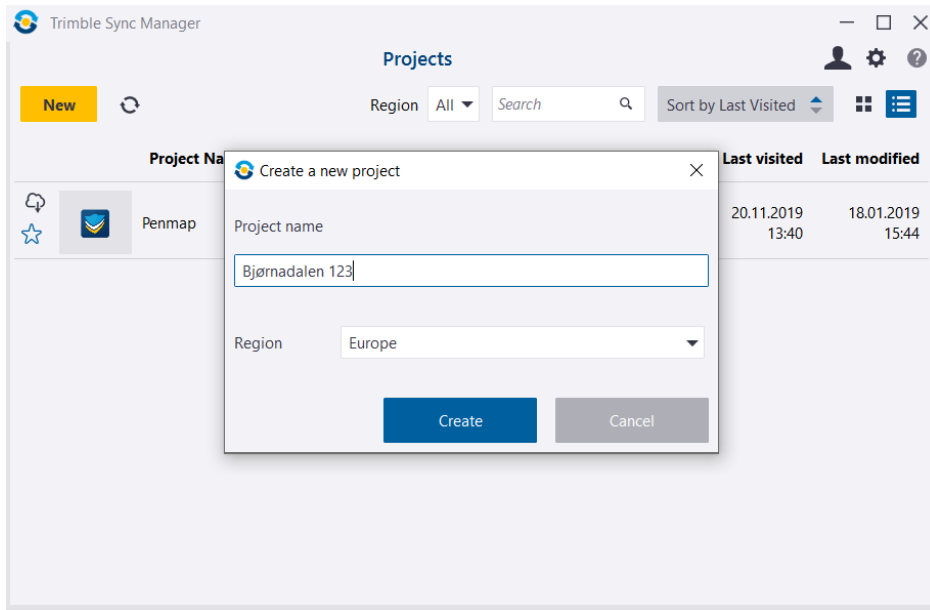 Trimble Sync Manager
Projects
New
Region All Search Sort by Last Visited
Project Na
Last visited Last modified
Create a new project
Penmap
20.11.2019
13:40
18.01.2019
15:44
Project name
Bjørnadalen 123
Region Europe
Create Cancel